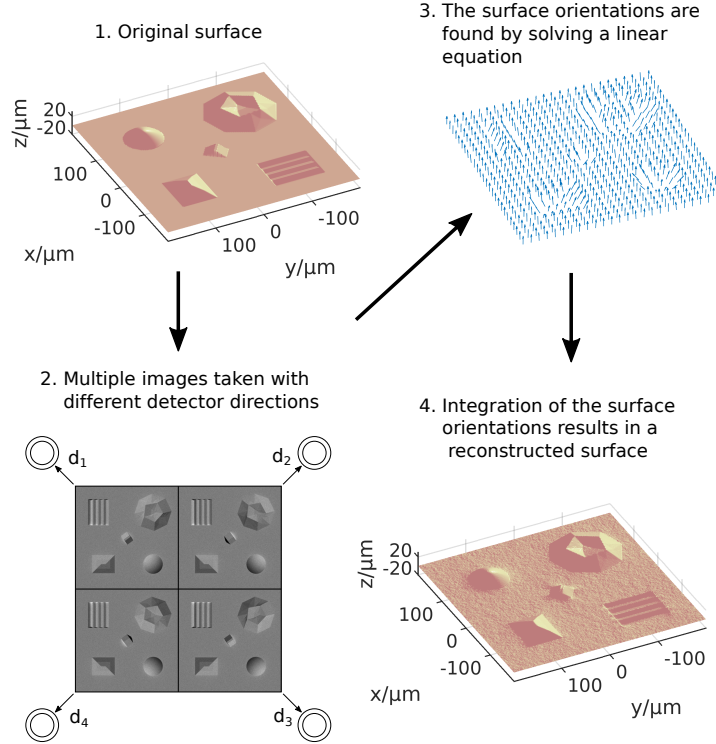 1. Original surface
20
-20
z/μm
100
0
-100
x/μm
100
0
-100
y/μm
2. Multiple images taken with
different detector directions
d1
d2
d4
d3
3. The surface orientations are
found by solving a linear
equation
4. Integration of the surface
orientations results in a
reconstructed surface
20
-20
z/μm
100
0
-100
x/μm
100
0
-100
y/μm